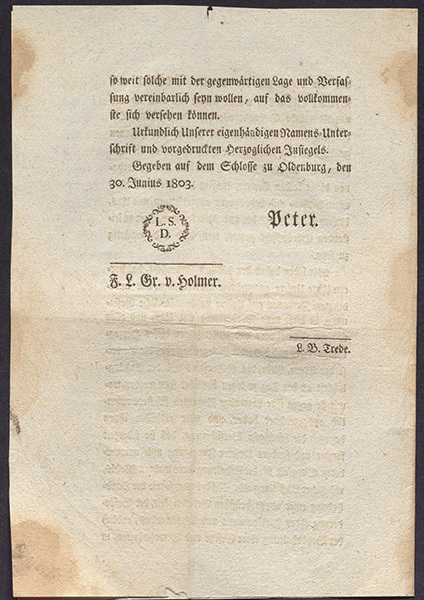 so weit solche mit der gegenwärtigen Lage und Verfas-
sung vereinbarlich seyn wollen, auf das vollkommen-
ste sich versehen können.
Urkundlich Unserer eigenhändigen Namens-Unter-
schrift und vorgedruckten Herzoglichen Insiegels.
Gegeben auf dem Schlosse zu Oldenburg, den
30. Junius 1803.
L. S.
D.
Peter.
F. L. Gr. v. Holmer.
L. B. Trede.